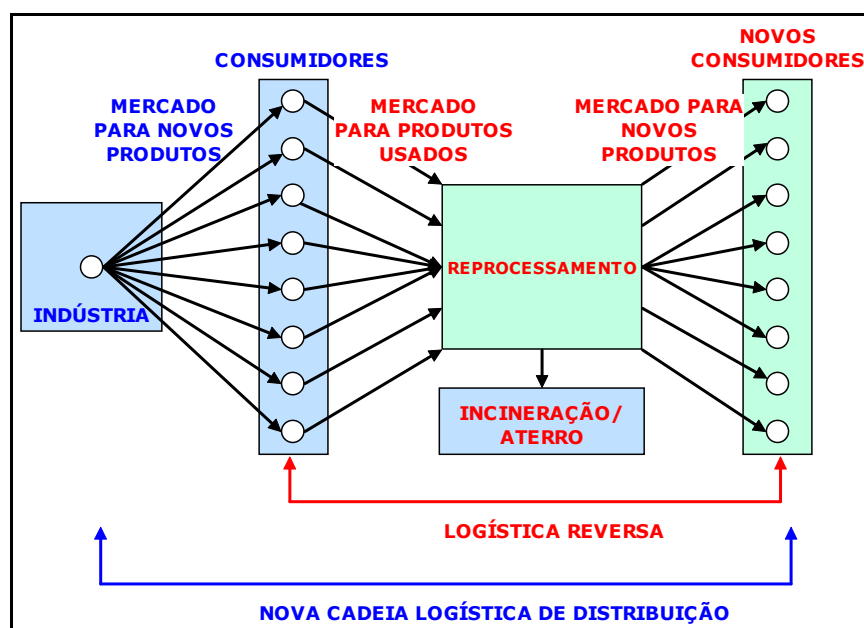 NOVOS
CONSUMIDORES
CONSUMIDORES
MERCADO
PARA NOVOS
PRODUTOS
MERCADO
PARA PRODUTOS
USADOS
MERCADO PARA
NOVOS
PRODUTOS
REPROCESSAMENTO
INDÚSTRIA
INCINERAÇÃO/
ATERRO
LOGÍSTICA REVERSA
NOVA CADEIA LOGÍSTICA DE DISTRIBUIÇÃO